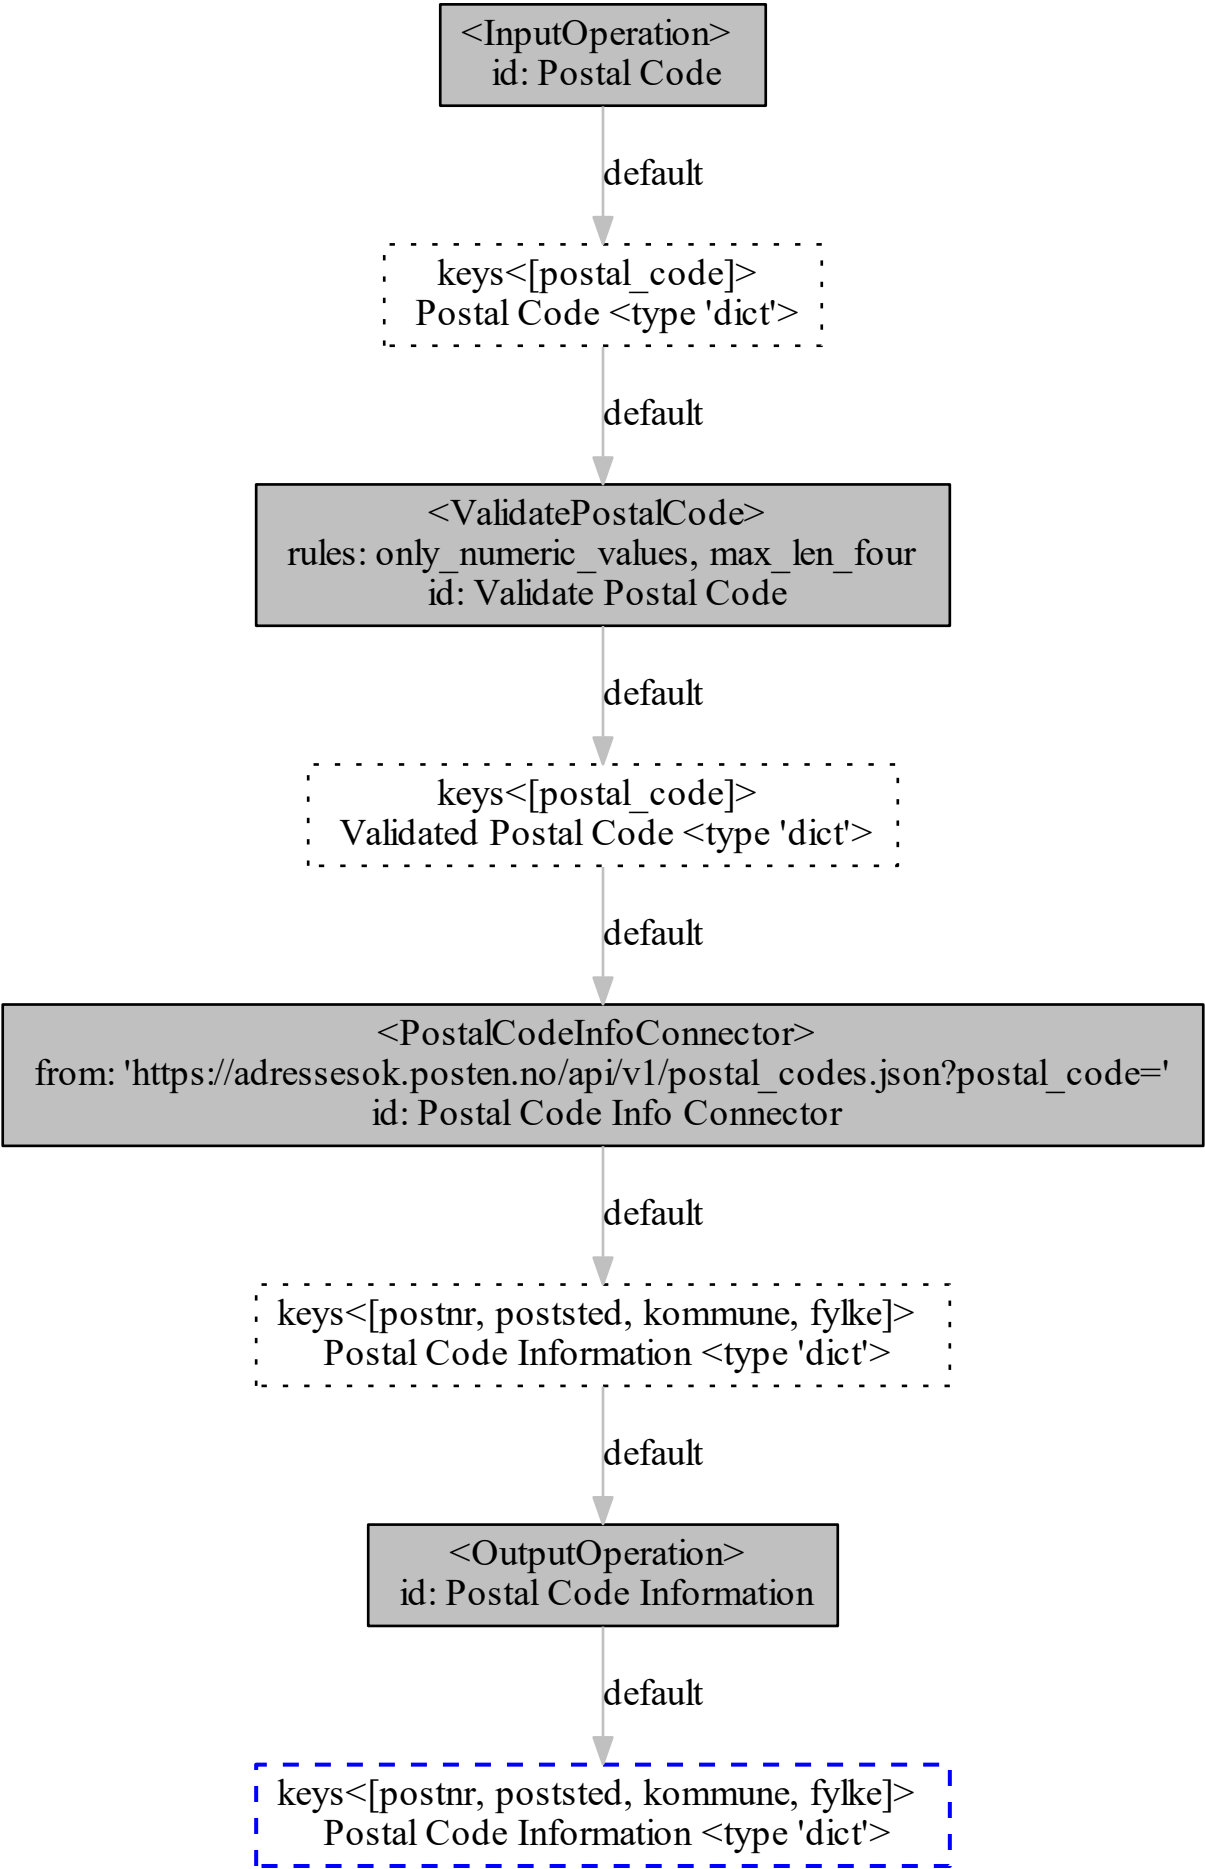 <InputOperation>
id: Postal Code
default
keys<[postal_code]>
Postal Code <type 'dict'>
default
<ValidatePostalCode>
rules: only_numeric_values, max_len_four
id: Validate Postal Code
default
keys<[postal_code]>
Validated Postal Code <type 'dict'>
default
<PostalCodeInfoConnector>
from: 'https://adressesok.posten.no/api/v1/postal_codes.json?postal_code='
id: Postal Code Info Connector
default
keys<[postnr, poststed, kommune, fylke]>
Postal Code Information <type 'dict'>
default
<OutputOperation>
id: Postal Code Information
default
keys<[postnr, poststed, kommune, fylke]>
Postal Code Information <type 'dict'>